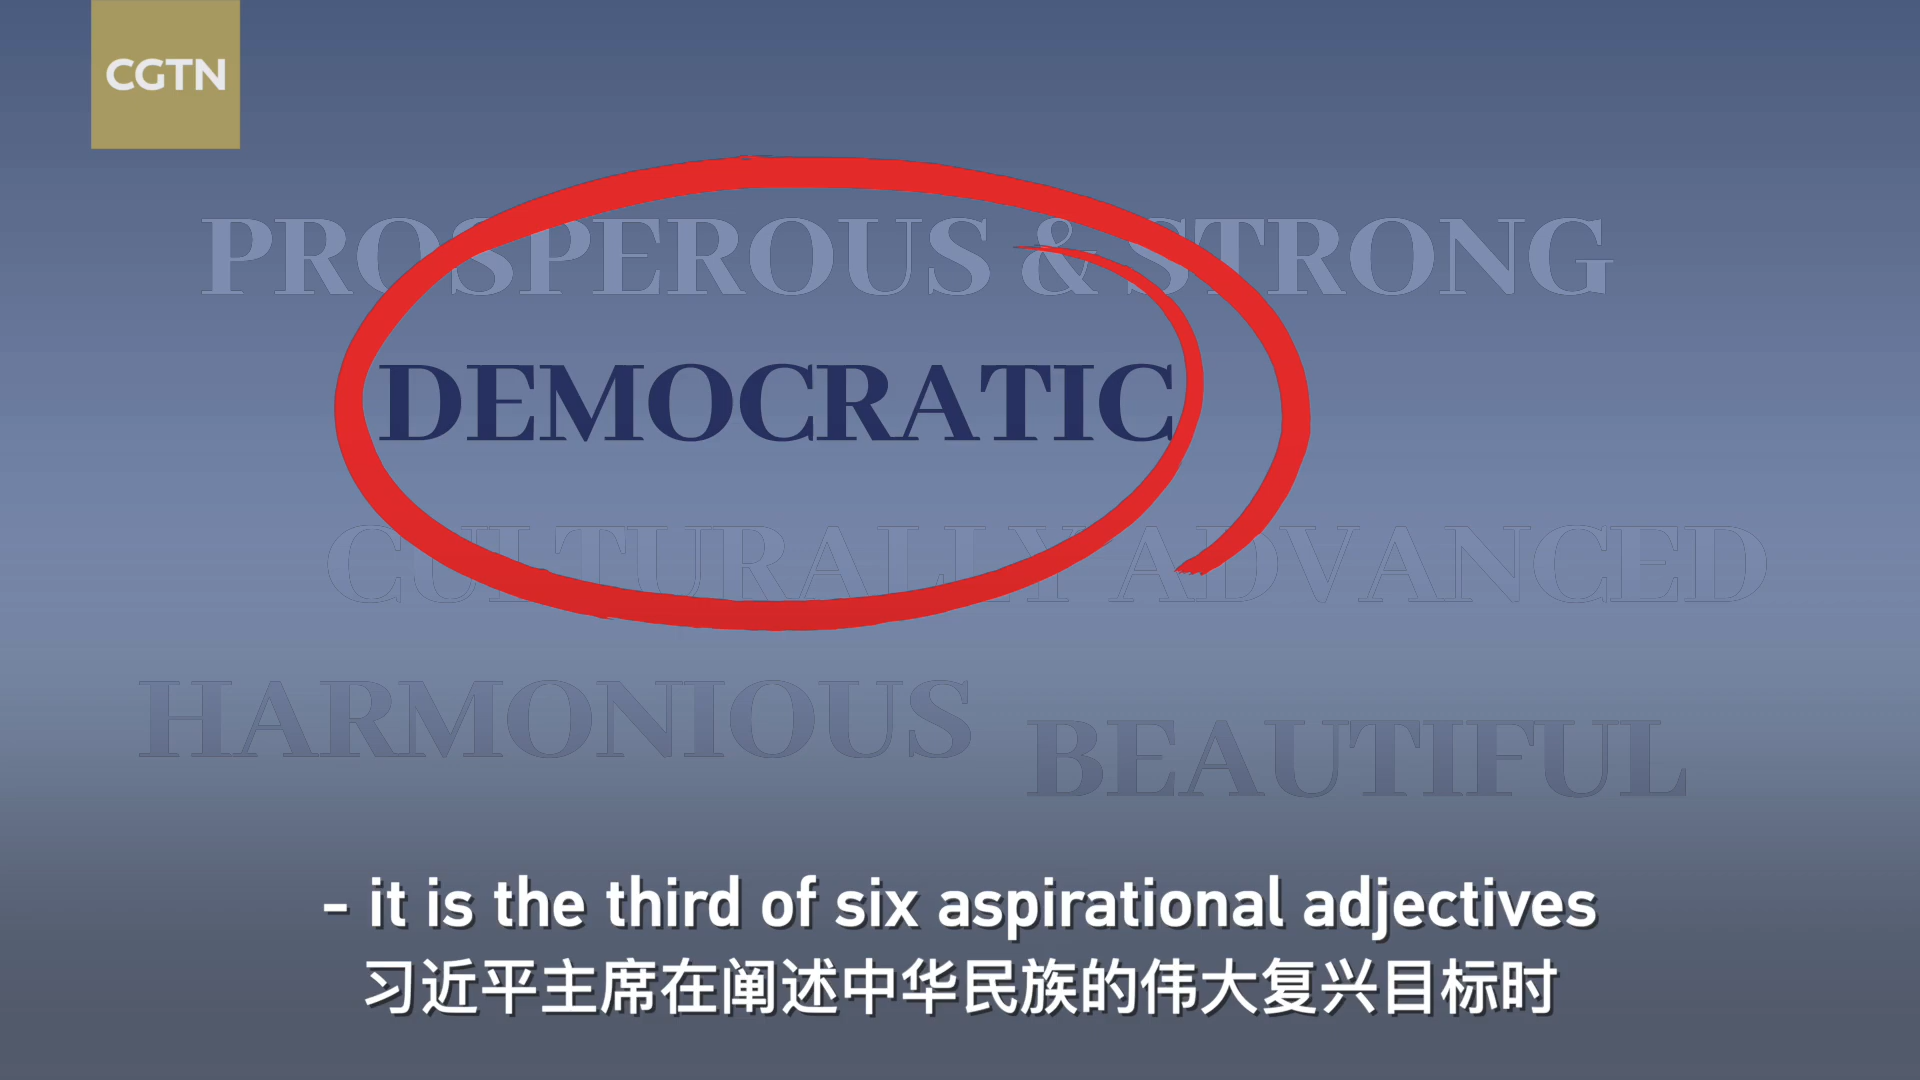 CGTN
PROSPEROUS & STRONG
DEMOCRATIC
CULTURALLY ADVANCED
HARMONIOUS
BEAUTIFUL
- it is the third of six aspirational adjectives
习近平主席在阐述中华民族的伟大复兴目标时